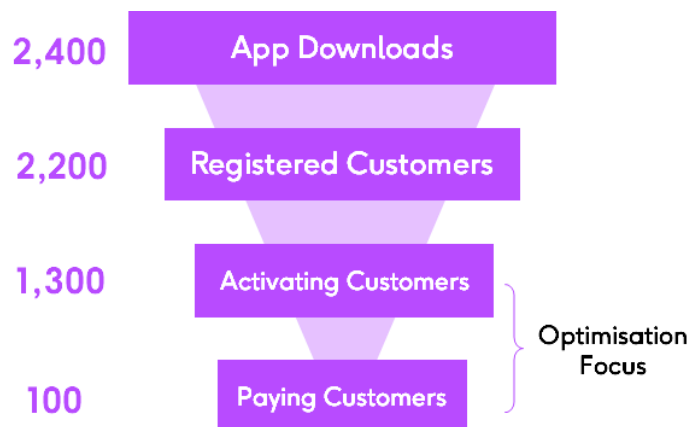 2,400 App Downloads
2,200 Registered Customers
1,300 Activating Customers
Optimisation
Focus
100 Paying Customers